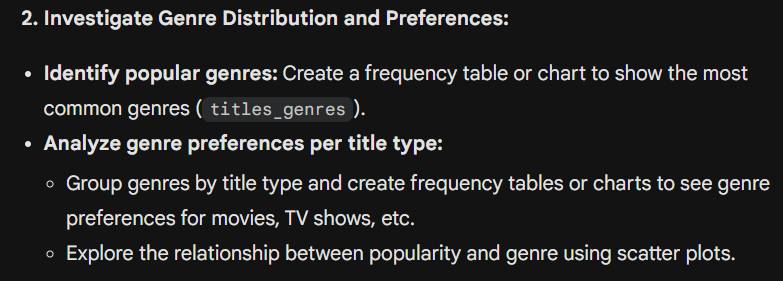 2. Investigate Genre Distribution and Preferences:
• Identify popular genres: Create a frequency table or chart to show the most
common genres ( titles_genres ).
• Analyze genre preferences per title type:
◦ Group genres by title type and create frequency tables or charts to see genre
preferences for movies, TV shows, etc.
◦ Explore the relationship between popularity and genre using scatter plots.